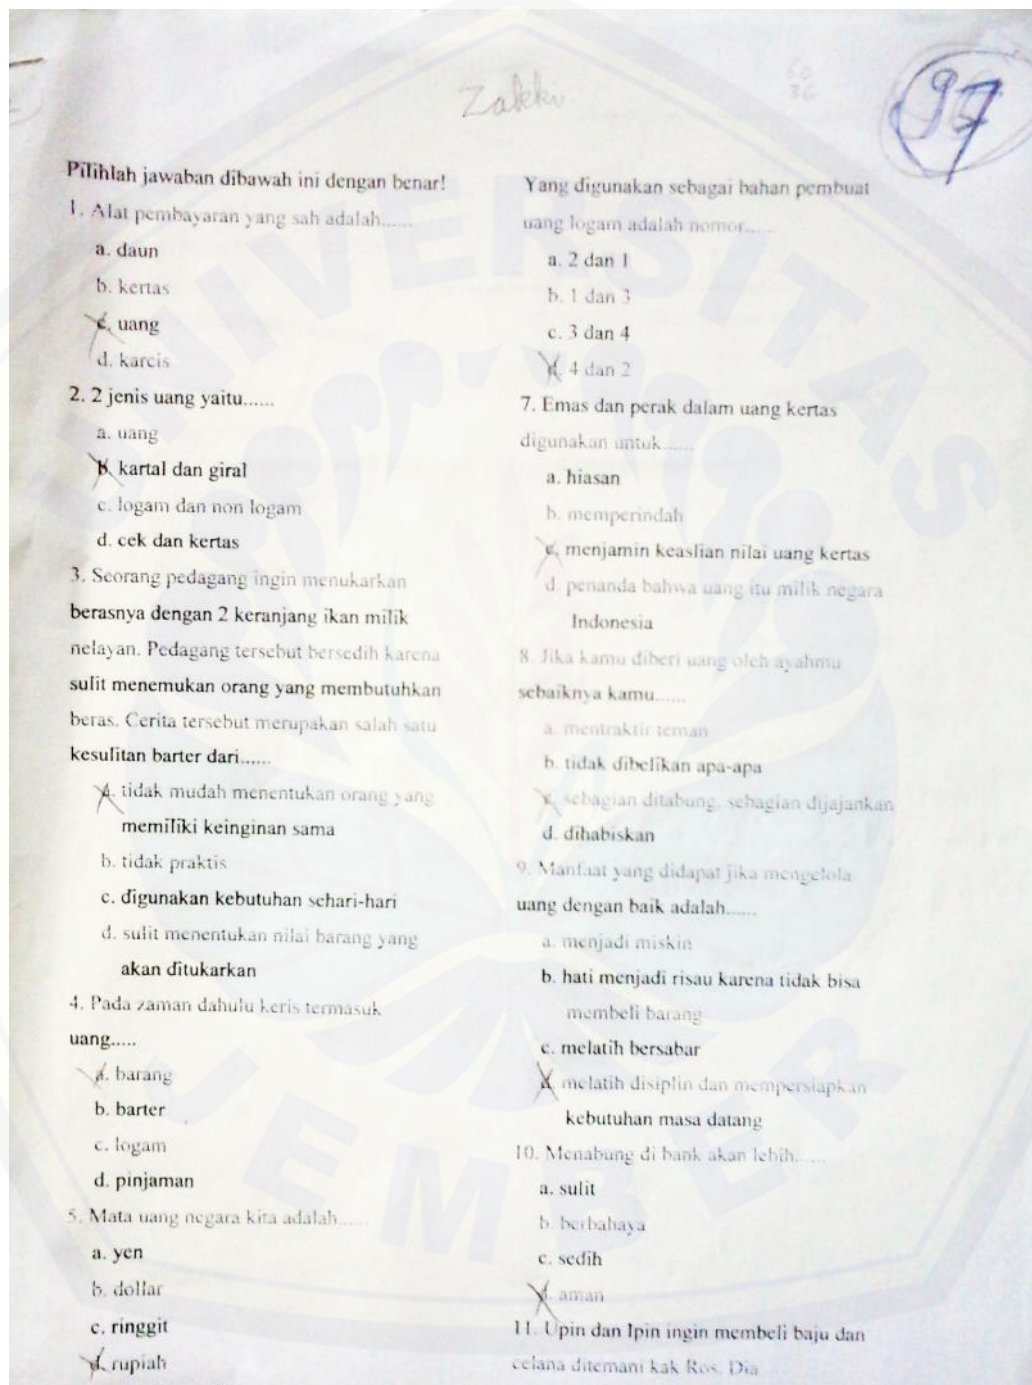 Zakki
97
60
36
Pilihlah jawaban dibawah ini dengan benar!
1. Alat pembayaran yang sah adalah......
a. daun
b. kertas
c. uang
d. karcis
2. 2 jenis uang yaitu......
a. uang
b. kartal dan giral
c. logam dan non logam
d. cek dan kertas
3. Seorang pedagang ingin menukarkan
berasnya dengan 2 keranjang ikan milik
nelayan. Pedagang tersebut bersedih karena
sulit menemukan orang yang membutuhkan
beras. Cerita tersebut merupakan salah satu
kesulitan barter dari......
a. tidak mudah menentukan orang yang
memiliki keinginan sama
b. tidak praktis
c. digunakan kebutuhan sehari-hari
d. sulit menentukan nilai barang yang
akan ditukarkan
4. Pada zaman dahulu keris termasuk
uang.....
a. barang
b. barter
c. logam
d. pinjaman
5. Mata uang negara kita adalah......
a. yen
b. dollar
c. ringgit
d. rupiah
Yang digunakan sebagai bahan pembuat
uang logam adalah nomor......
a. 2 dan 1
b. 1 dan 3
c. 3 dan 4
d. 4 dan 2
7. Emas dan perak dalam uang kertas
digunakan untuk......
a. hiasan
b. memperindah
c. menjamin keaslian nilai uang kertas
d. penanda bahwa uang itu milik negara
Indonesia
8. Jika kamu diberi uang oleh ayahmu
sebaiknya kamu......
a. mentraktir teman
b. tidak dibelikan apa-apa
c. sebagian ditabung, sebagian dijajankan
d. dihabiskan
9. Manfaat yang didapat jika mengelola
uang dengan baik adalah......
a. menjadi miskin
b. hati menjadi risau karena tidak bisa
membeli barang
c. melatih bersabar
d. melatih disiplin dan mempersiapkan
kebutuhan masa datang
10. Menabung di bank akan lebih......
a. sulit
b. berbahaya
c. sedih
d. aman
11. Upin dan Ipin ingin membeli baju dan
celana ditemani kak Ros. Dia
UNIVERSITAS
JEMBER